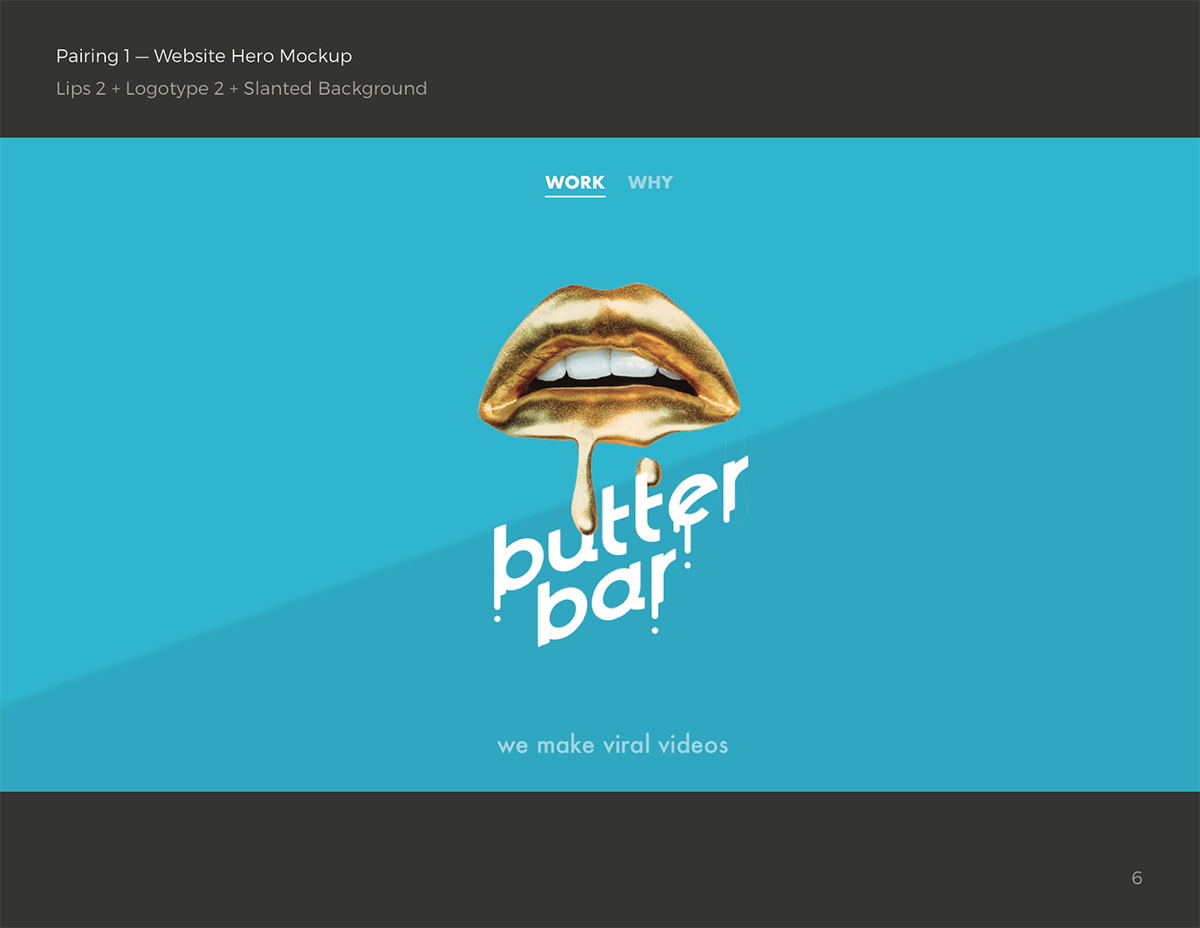 Pairing 1 — Website Hero Mockup
Lips 2 + Logotype 2 + Slanted Background
WORK WHY
butter
bar
we make viral videos
6